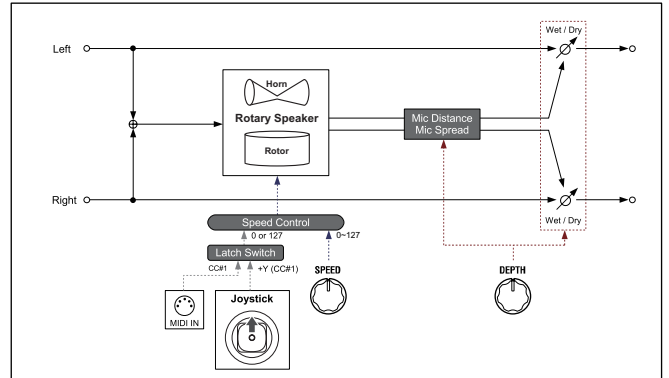 Wet / Dry
Left
Horn
Rotary Speaker
Rotor
Mic Distance
Mic Spread
Right
Wet / Dry
Speed Control
0 or 127
0~127
Latch Switch
CC#1
+Y (CC#1)
SPEED
DEPTH
MIDI IN
Joystick